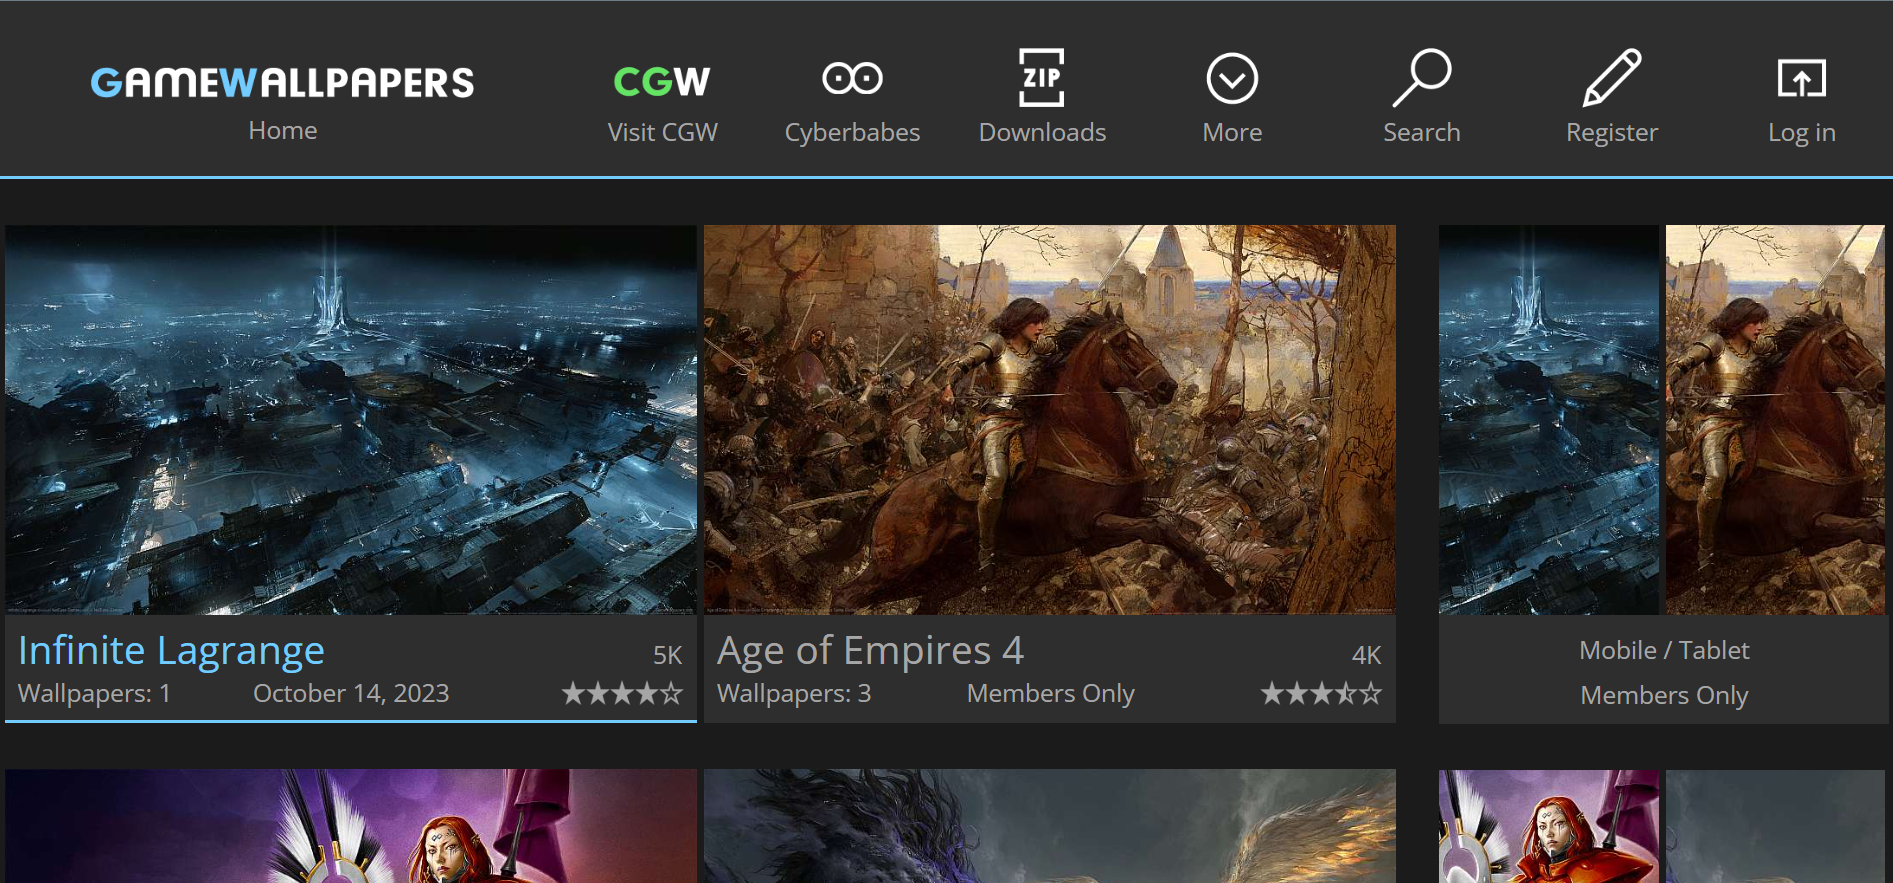 GAMEWALLPAPERS
Home
CGW
Visit CGW
Cyberbabes
ZIP
Downloads
More
Search
Register
Log in
Infinite Lagrange
5K
Wallpapers: 1
October 14, 2023
Age of Empires 4
4K
Wallpapers: 3
Members Only
Mobile / Tablet
Members Only